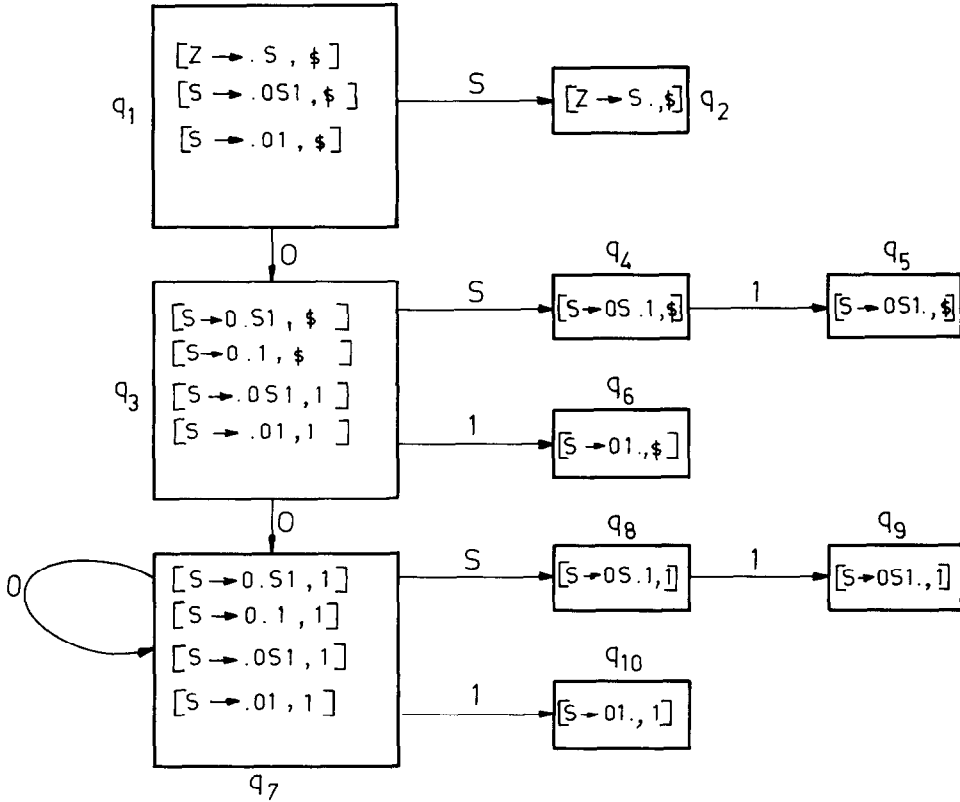 [Z → . S, $]
[S → .0S1, $]
[S → .01, $]
q1
S
[Z → S ., $]
q2
0
[S → 0.S1, $]
[S → 0.1, $ ]
[S → .0S1, 1]
[S → .01, 1 ]
q3
S
q4
[S → 0S.1, $]
1
q5
[S → 0S1., $]
1
q6
[S → 01., $ ]
0
[S → 0.S1, 1]
[S → 0.1, 1]
[S → .0S1, 1]
[S → .01, 1 ]
0
q7
S
q8
[S → 0S.1, 1]
1
q9
[S → 0S1., 1]
1
q10
[S → 01., 1 ]